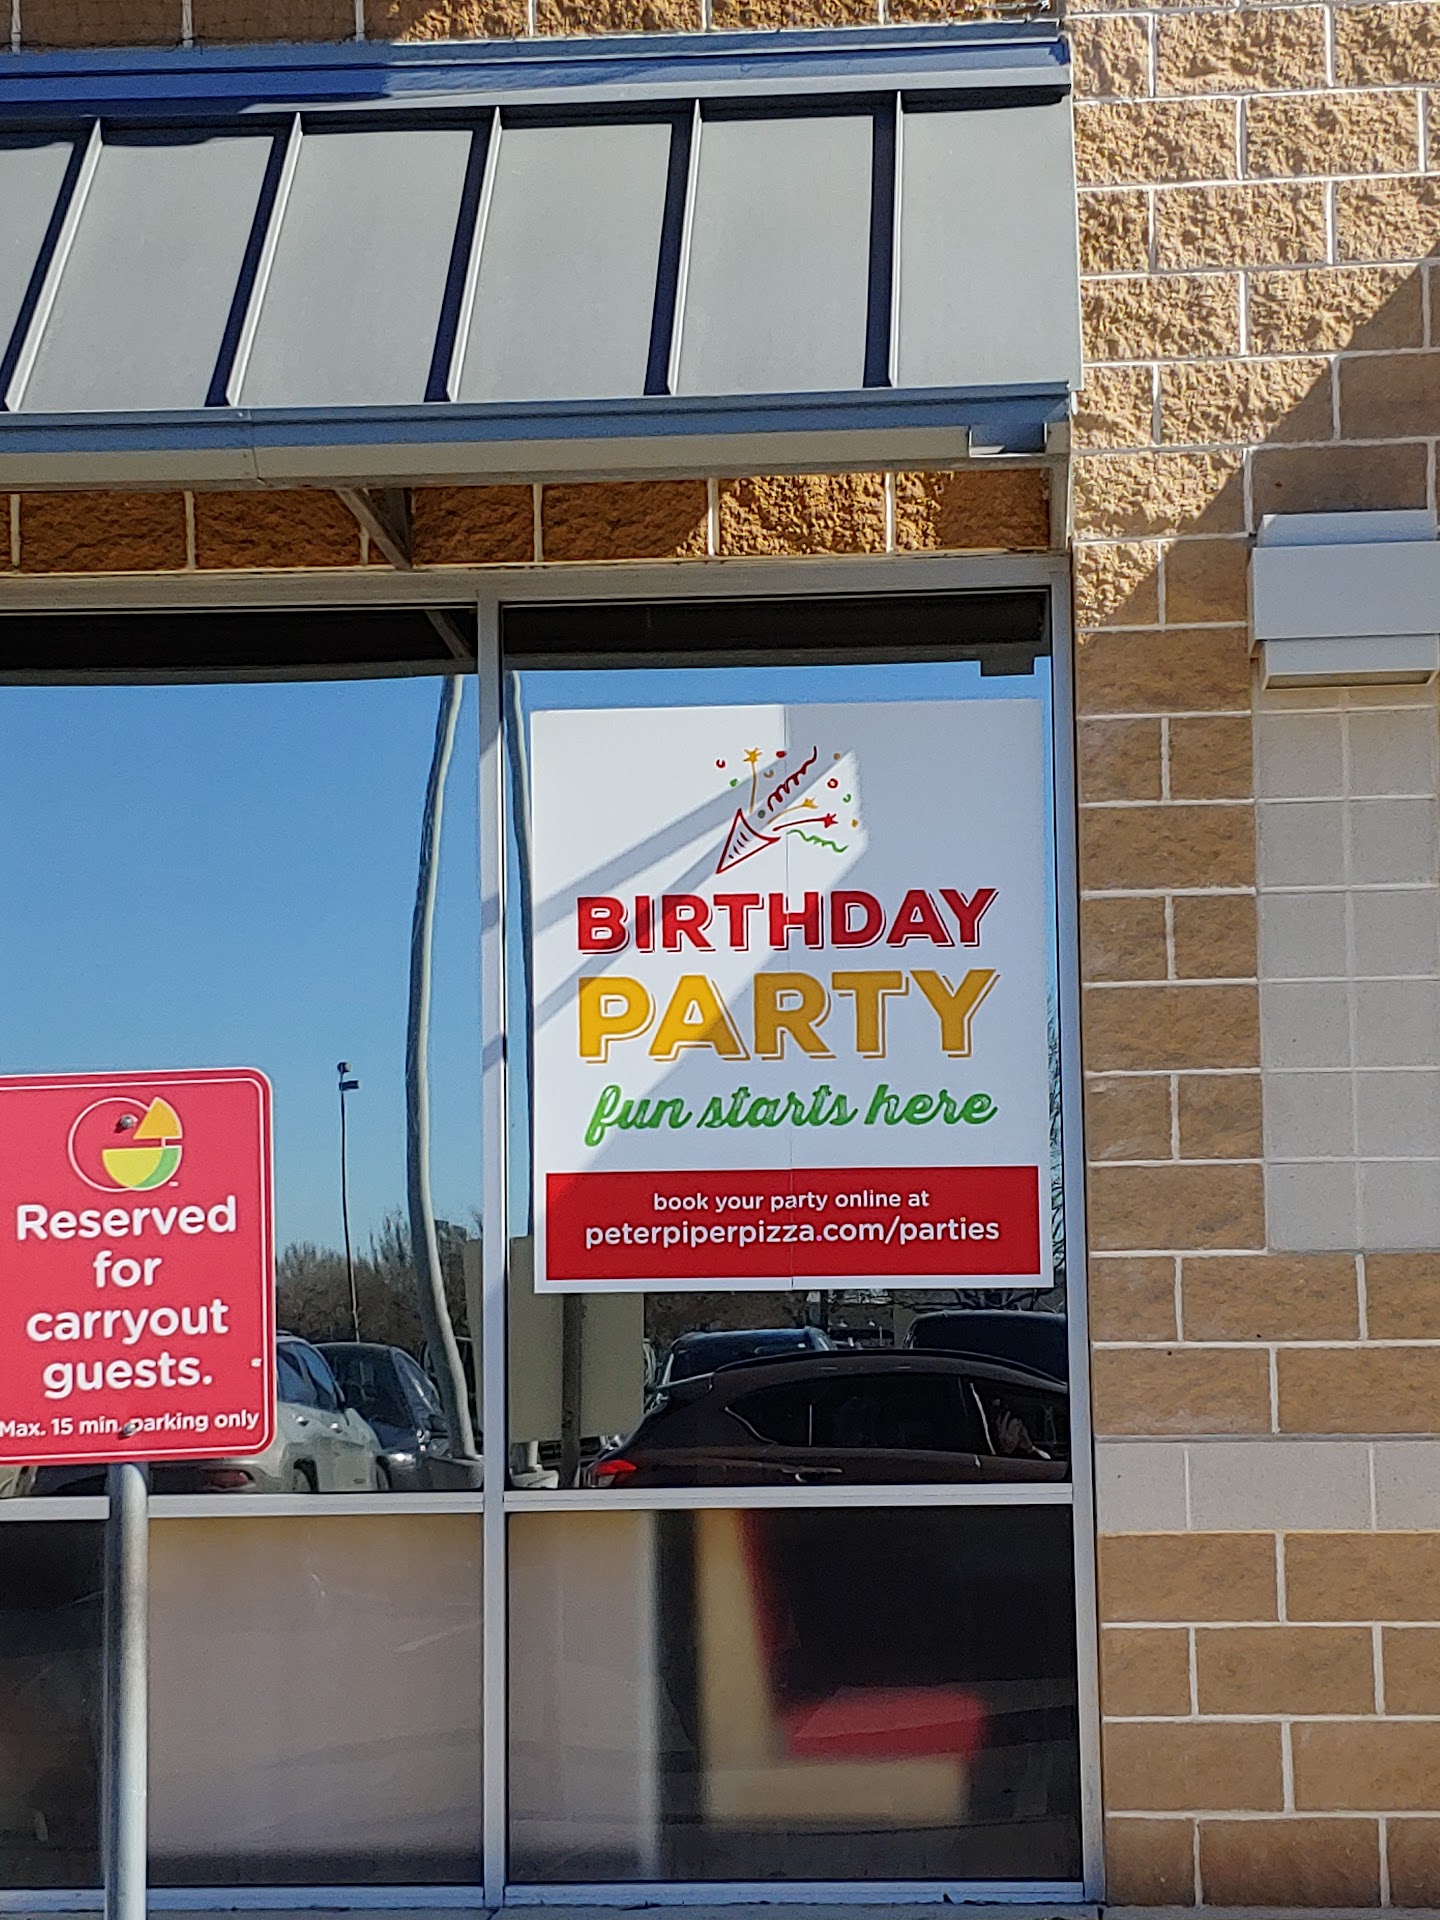 BIRTHDAY
PARTY
fun starts here
book your party online at
peterpiperpizza.com/parties
Reserved
for
carryout
guests.
Max. 15 min. parking only